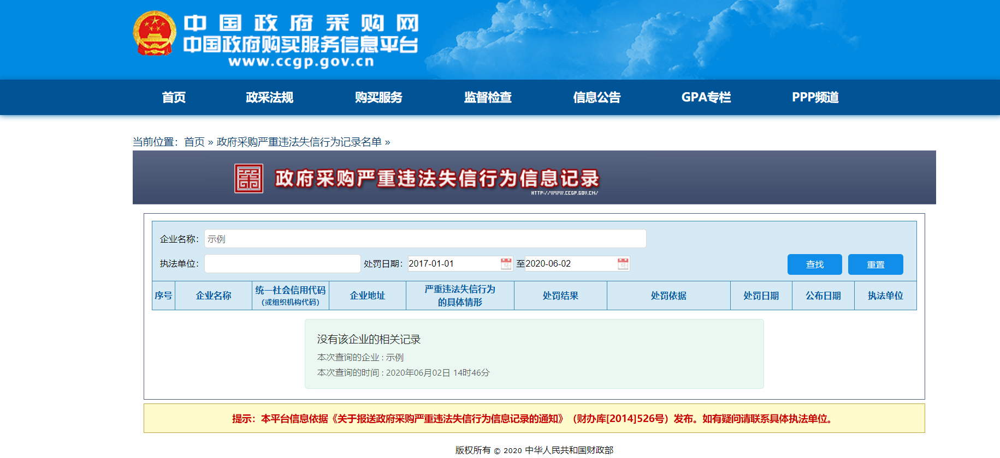 中国政府采购网
中国政府购买服务信息平台
www.ccgp.gov.cn
首页 政采法规 购买服务 监督检查 信息公告 GPA专栏 PPP频道
当前位置：首页 » 政府采购严重违法失信行为记录名单 »
政府采购严重违法失信行为信息记录
HTTP://WWW.CCGP.GOV.CN/
企业名称： 示例
执法单位： 处罚日期： 2017-01-01 至 2020-06-02 查找 重置
序号 企业名称 统一社会信用代码 （或组织机构代码） 企业地址 严重违法失信行为 的具体情形 处罚结果 处罚依据 处罚日期 公布日期 执法单位
没有该企业的相关记录
本次查询的企业 : 示例
本次查询的时间 : 2020年06月02日 14时46分
提示：本平台信息依据《关于报送政府采购严重违法失信行为信息记录的通知》（财办库[2014]526号）发布。如有疑问请联系具体执法单位。
版权所有 © 2020 中华人民共和国财政部